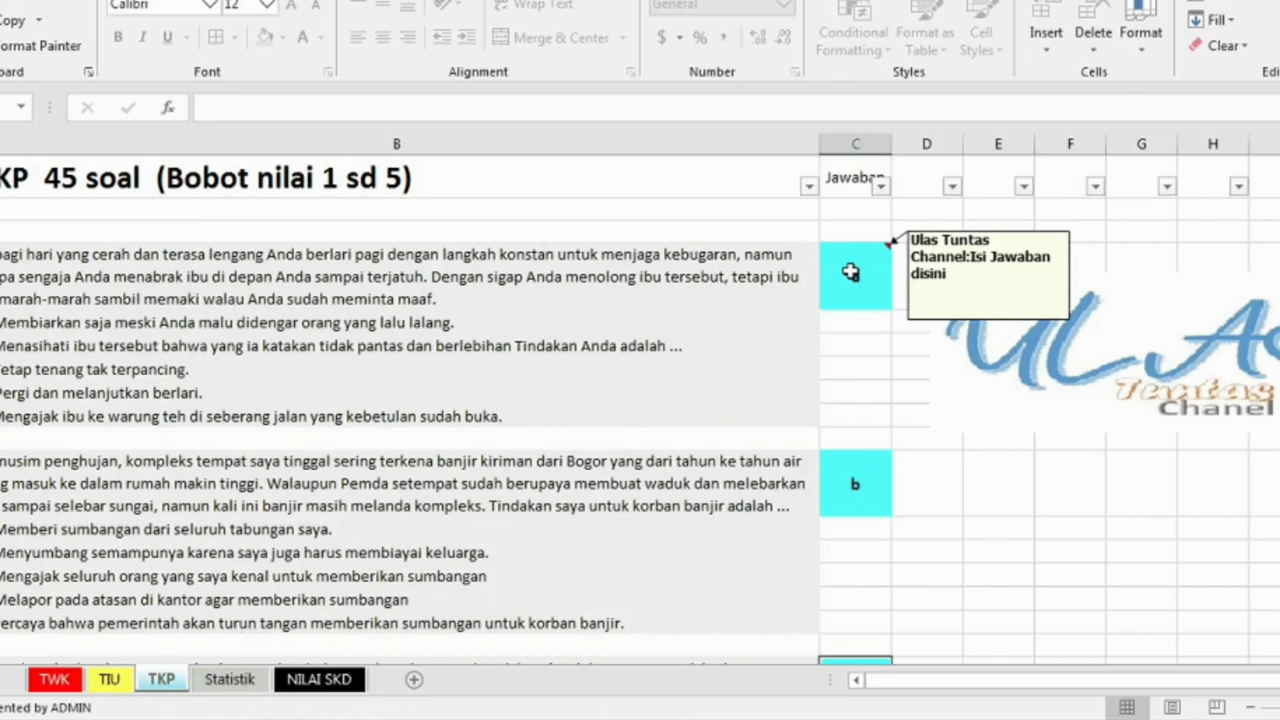 Copy
Calibri
12
Wrap Text
General
Format Painter
B I U
Merge & Center
$ % ,
Conditional
Formatting
Format as
Table
Cell
Styles
Insert
Delete
Format
Fill
Clear
Font
Alignment
Number
Styles
Cells
fx
B C D E F G H
KP 45 soal (Bobot nilai 1 sd 5)
Jawaban
pagi hari yang cerah dan terasa lengang Anda berlari pagi dengan langkah konstan untuk menjaga kebugaran, namun
pa sengaja Anda menabrak ibu di depan Anda sampai terjatuh. Dengan sigap Anda menolong ibu tersebut, tetapi ibu
marah-marah sambil memaki walau Anda sudah meminta maaf.
Membiarkan saja meski Anda malu didengar orang yang lalu lalang.
Menasihati ibu tersebut bahwa yang ia katakan tidak pantas dan berlebihan Tindakan Anda adalah ...
Tetap tenang tak terpancing.
Pergi dan melanjutkan berlari.
Mengajak ibu ke warung teh di seberang jalan yang kebetulan sudah buka.
Ulas Tuntas
Channel:Isi Jawaban
disini
Tuntas
Chanel
musim penghujan, kompleks tempat saya tinggal sering terkena banjir kiriman dari Bogor yang dari tahun ke tahun air
g masuk ke dalam rumah makin tinggi. Walaupun Pemda setempat sudah berupaya membuat waduk dan melebarkan
sampai selebar sungai, namun kali ini banjir masih melanda kompleks. Tindakan saya untuk korban banjir adalah ...
b
Memberi sumbangan dari seluruh tabungan saya.
Menyumbang semampunya karena saya juga harus membiayai keluarga.
Mengajak seluruh orang yang saya kenal untuk memberikan sumbangan
Melapor pada atasan di kantor agar memberikan sumbangan
ercaya bahwa pemerintah akan turun tangan memberikan sumbangan untuk korban banjir.
TWK TIU TKP Statistik NILAI SKD
ented by ADMIN